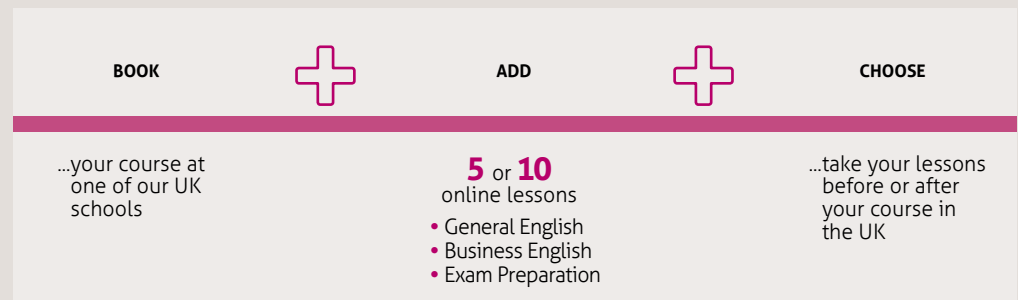 BOOK
ADD
CHOOSE
...your course at
one of our UK
schools
5 or 10
online lessons
• General English
• Business English
• Exam Preparation
...take your lessons
before or after
your course in
the UK